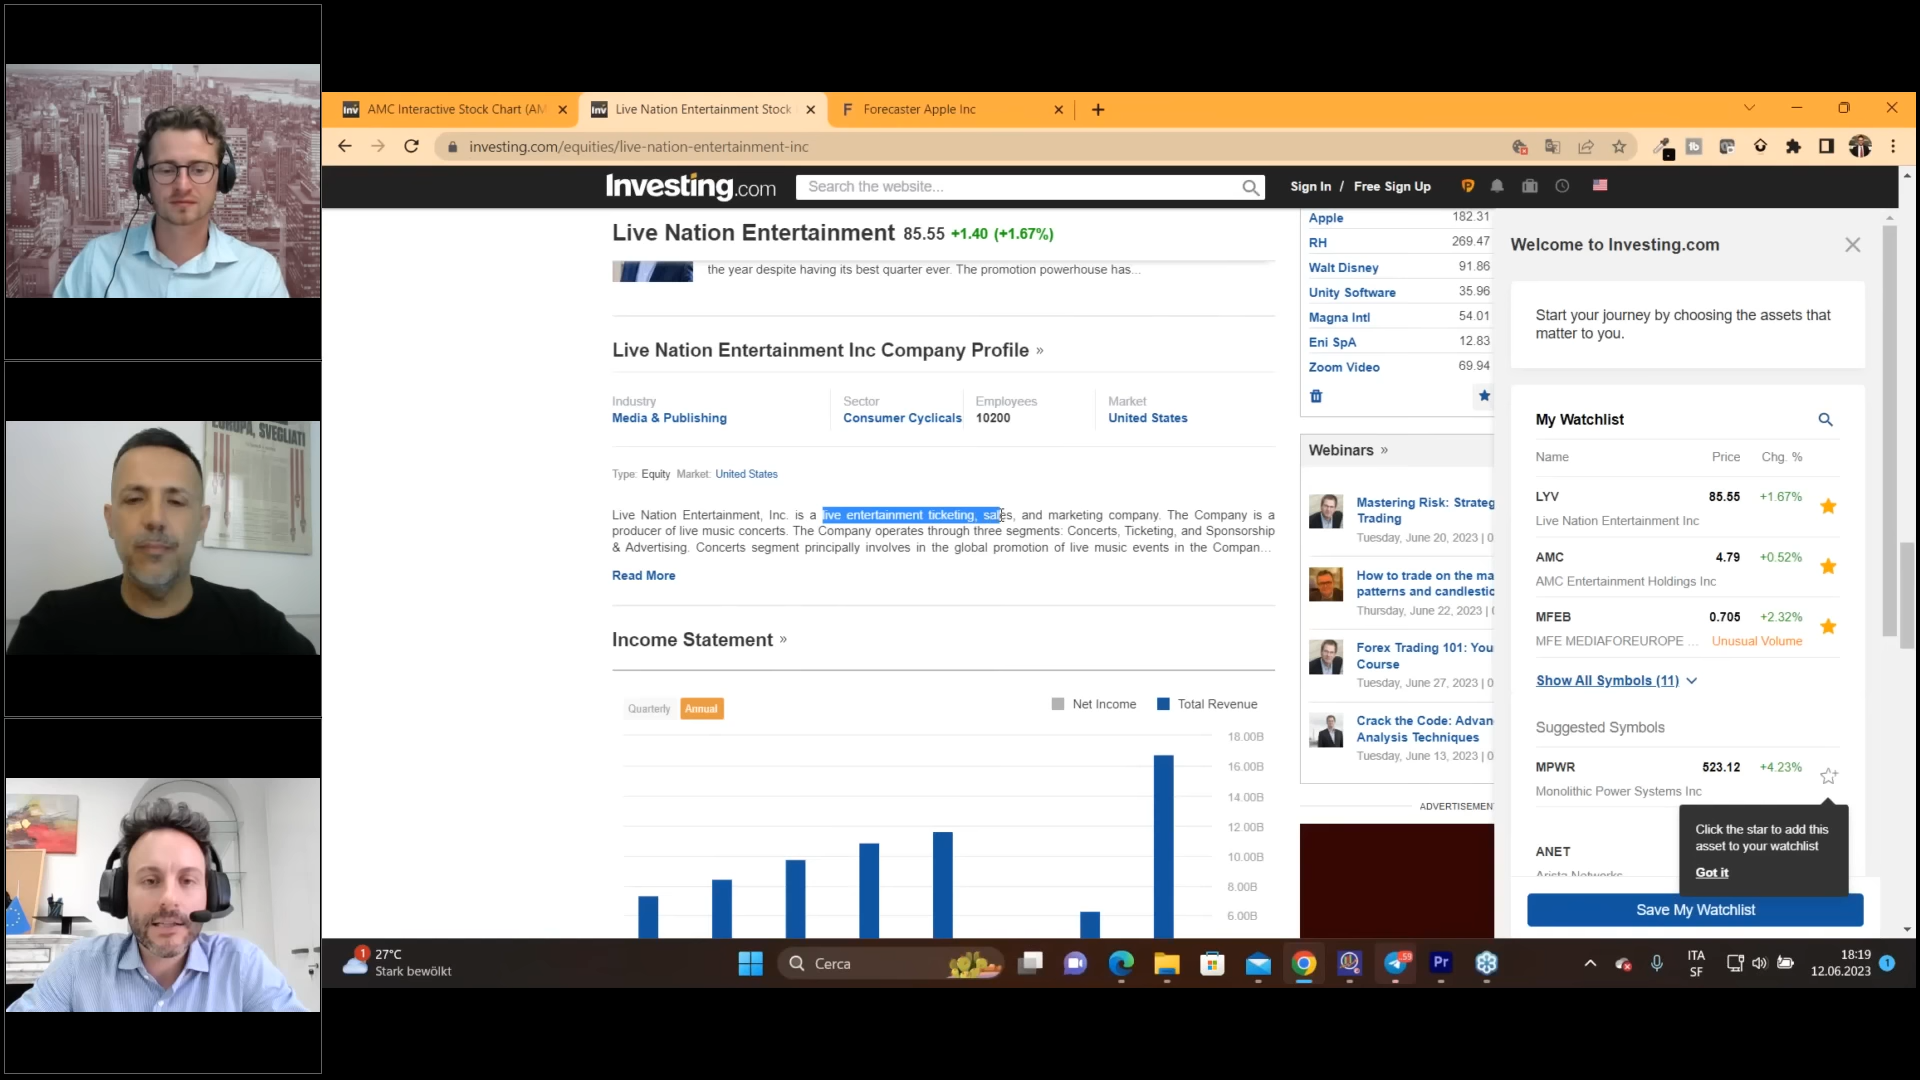 EUROPA, SVEGLIATI
AMC Interactive Stock Chart (AM
Live Nation Entertainment Stock
Forecaster Apple Inc
investing.com/equities/live-nation-entertainment-inc
Investing.com
Search the website...
Sign In / Free Sign Up
Live Nation Entertainment 85.55 +1.40 (+1.67%)
the year despite having its best quarter ever. The promotion powerhouse has...
Live Nation Entertainment Inc Company Profile »
Industry
Media & Publishing
Sector
Consumer Cyclicals
Employees
10200
Market
United States
Type: Equity Market: United States
Live Nation Entertainment, Inc. is a live entertainment ticketing, sales, and marketing company. The Company is a
producer of live music concerts. The Company operates through three segments: Concerts, Ticketing, and Sponsorship
& Advertising. Concerts segment principally involves in the global promotion of live music events in the Compan...
Read More
Income Statement »
Quarterly Annual
Net Income Total Revenue
18.00B
16.00B
14.00B
12.00B
10.00B
8.00B
6.00B
Apple 182.31
RH 269.47
Walt Disney 91.86
Unity Software 35.96
Magna Intl 54.01
Eni SpA 12.83
Zoom Video 69.94
Webinars »
Mastering Risk: Strateg
Trading
Tuesday, June 20, 2023 | 0
How to trade on the ma
patterns and candlestic
Thursday, June 22, 2023 | 0
Forex Trading 101: You
Course
Tuesday, June 27, 2023 | 0
Crack the Code: Advan
Analysis Techniques
Tuesday, June 13, 2023 | 0
ADVERTISEMEN
Welcome to Investing.com
Start your journey by choosing the assets that
matter to you.
My Watchlist
Name Price Chg. %
LYV 85.55 +1.67%
Live Nation Entertainment Inc
AMC 4.79 +0.52%
AMC Entertainment Holdings Inc
MFEB 0.705 +2.32%
MFE MEDIAFOREUROPE ... Unusual Volume
Show All Symbols (11)
Suggested Symbols
MPWR 523.12 +4.23%
Monolithic Power Systems Inc
Click the star to add this
asset to your watchlist
Got it
ANET
Arista Networks
Save My Watchlist
1
27°C
Stark bewölkt
Cerca
59
Pr
ITA
SF
18:19
12.06.2023
1